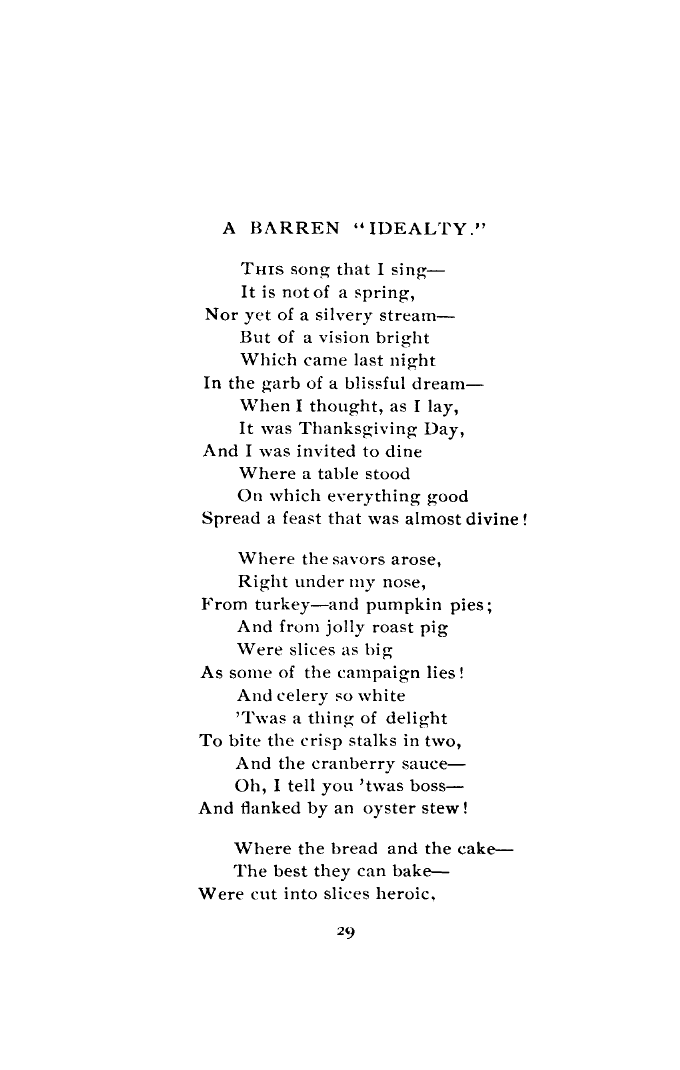 A BARREN “IDEALTY.”
THIS song that I sing—
It is not of a spring,
Nor yet of a silvery stream—
But of a vision bright
Which came last night
In the garb of a blissful dream—
When I thought, as I lay,
It was Thanksgiving Day,
And I was invited to dine
Where a table stood
On which everything good
Spread a feast that was almost divine!
Where the savors arose,
Right under my nose,
From turkey—and pumpkin pies;
And from jolly roast pig
Were slices as big
As some of the campaign lies!
And celery so white
’Twas a thing of delight
To bite the crisp stalks in two,
And the cranberry sauce—
Oh, I tell you ’twas boss—
And flanked by an oyster stew!
Where the bread and the cake—
The best they can bake—
Were cut into slices heroic,
29